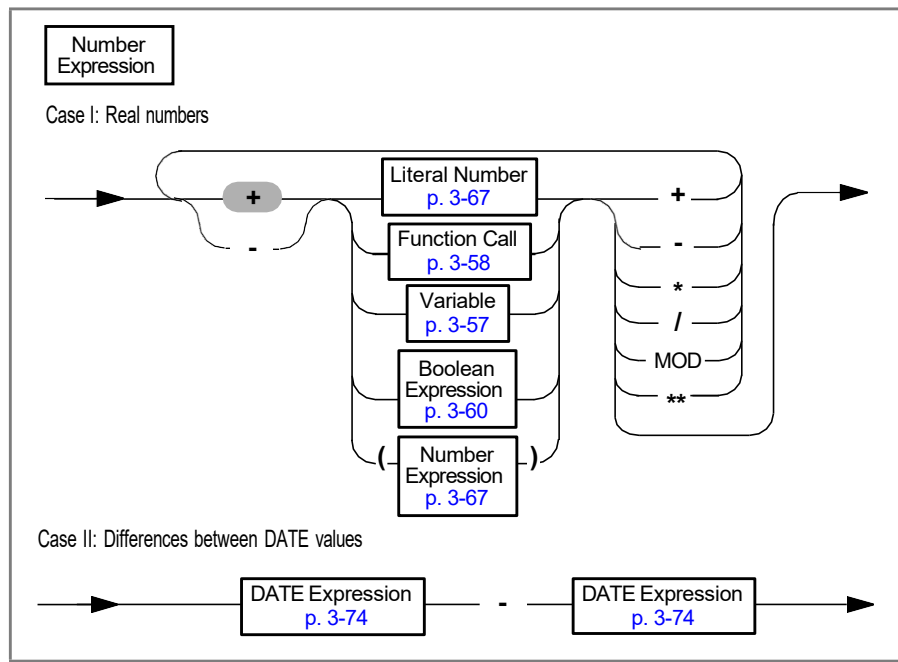 Number
Expression
Case I: Real numbers
+
-
Literal Number
p. 3-67
Function Call
p. 3-58
Variable
p. 3-57
Boolean
Expression
p. 3-60
( Number )
Expression
p. 3-67
+
-
*
/
MOD
**
Case II: Differences between DATE values
DATE Expression - DATE Expression
p. 3-74 p. 3-74